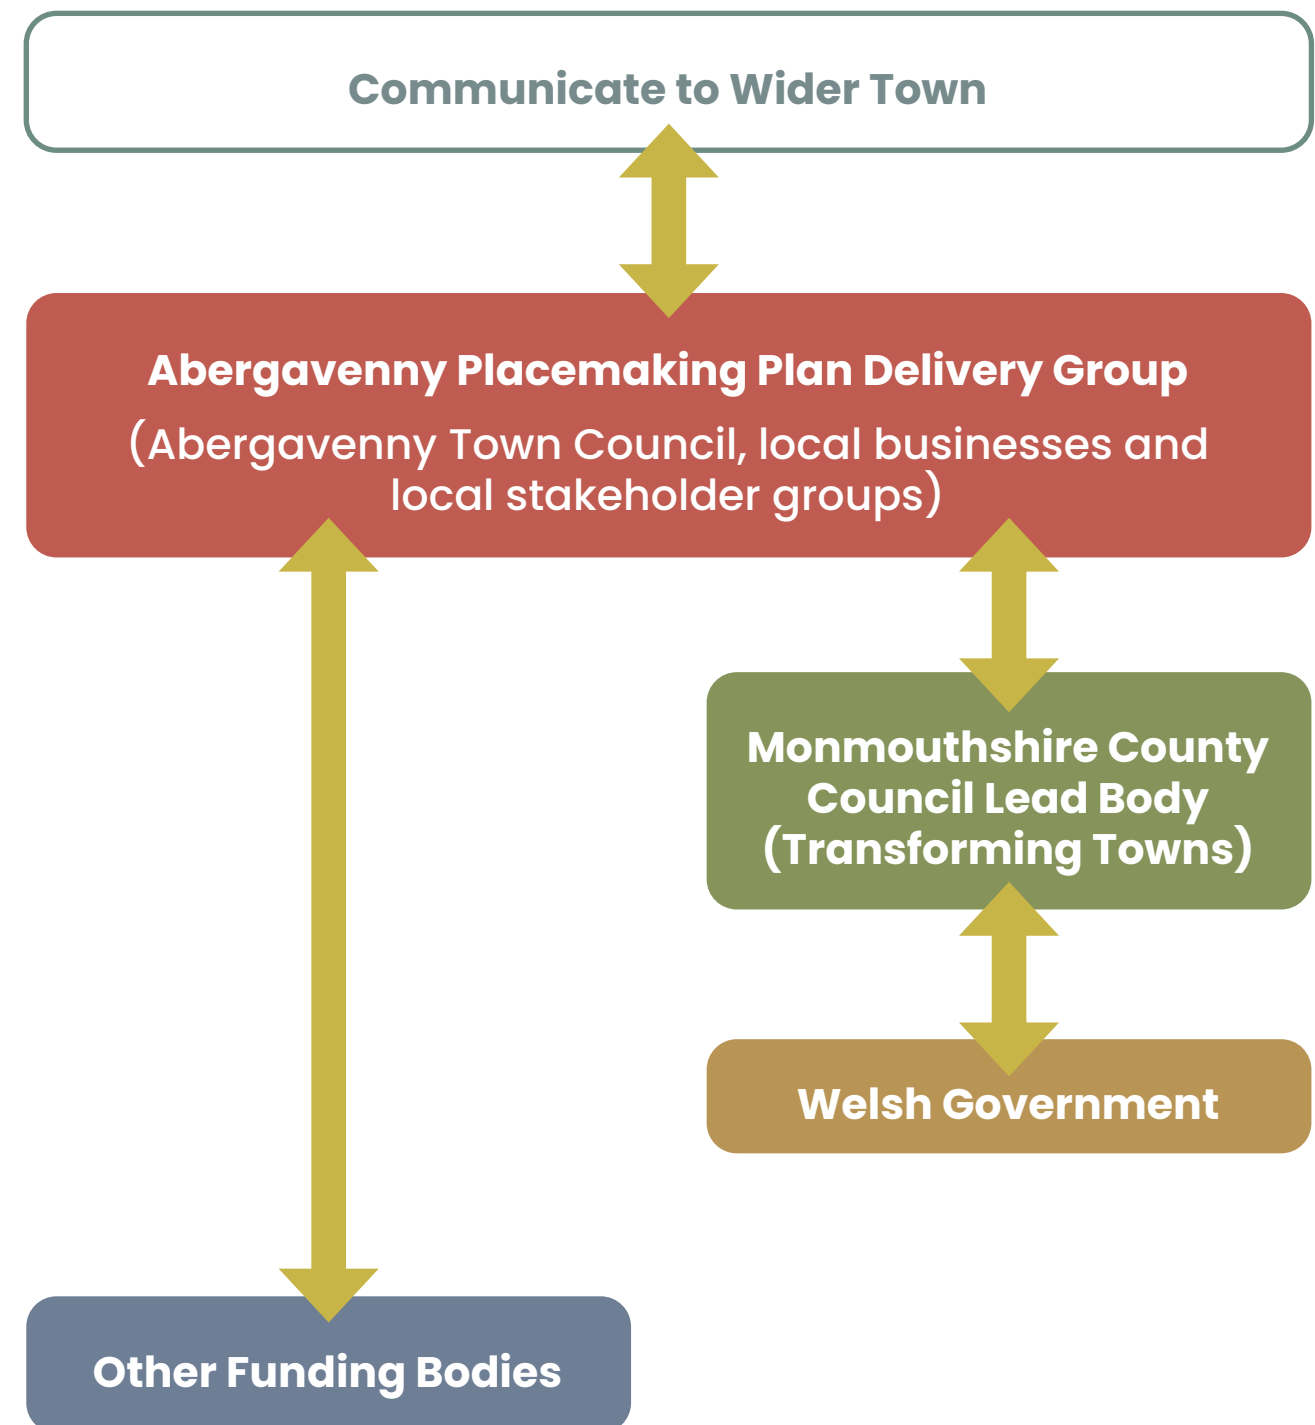 Communicate to Wider Town
Abergavenny Placemaking Plan Delivery Group
(Abergavenny Town Council, local businesses and
local stakeholder groups)
Monmouthshire County
Council Lead Body
(Transforming Towns)
Welsh Government
Other Funding Bodies